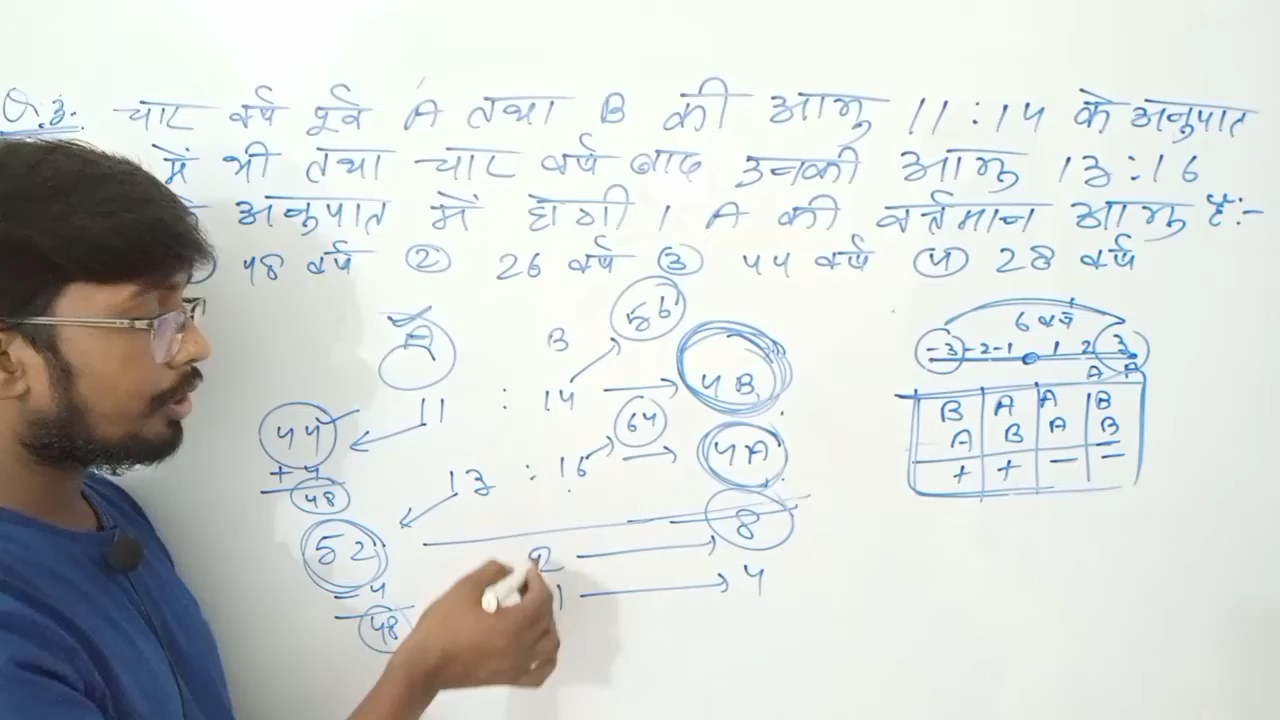 Q.3. चार वर्ष पूर्व A तथा B की आयु 11 : 14 के अनुपात
में थी तथा चार वर्ष बाद उनकी आयु 13 : 16
अनुपात में होगी । A की वर्तमान आयु है :-
48 वर्ष ② 26 वर्ष ③ 44 वर्ष ④ 28 वर्ष
A B 56
11 : 14 → 4B
44
+ 4
48
64
13 : 16 → 4A
52
- 4
48
8
2 → 8
1 → 4
6 वर्ष
-3 -2 -1 1 2 3
A A
B A A B
A B A B
+ + - -